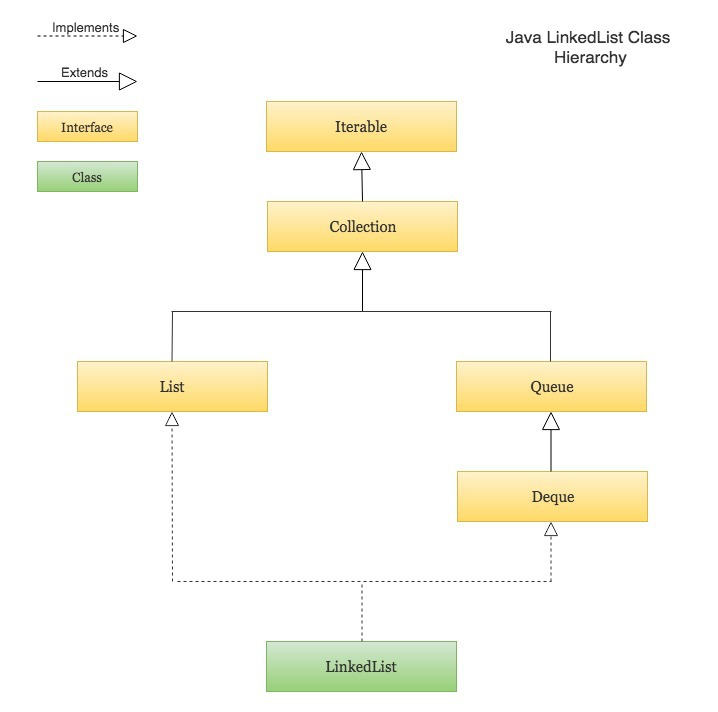 Implements
Java LinkedList Class
Hierarchy
Extends
Interface
Iterable
Class
Collection
List
Queue
Deque
LinkedList